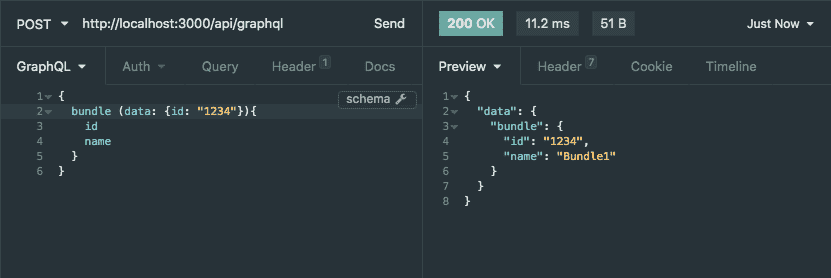 POST http://localhost:3000/api/graphql Send 200 OK 11.2 ms 51 B Just Now
GraphQL Auth Query Header 1 Docs Preview Header 7 Cookie Timeline
schema
1 {
2 bundle (data: {id: "1234"}){
3 id
4 name
5 }
6 }
1 {
2 "data": {
3 "bundle": {
4 "id": "1234",
5 "name": "Bundle1"
6 }
7 }
8 }